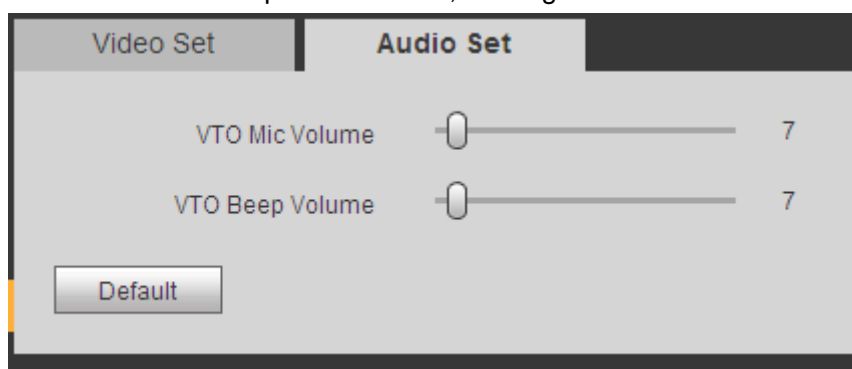 Video Set Audio Set
VTO Mic Volume 7
VTO Beep Volume 7
Default